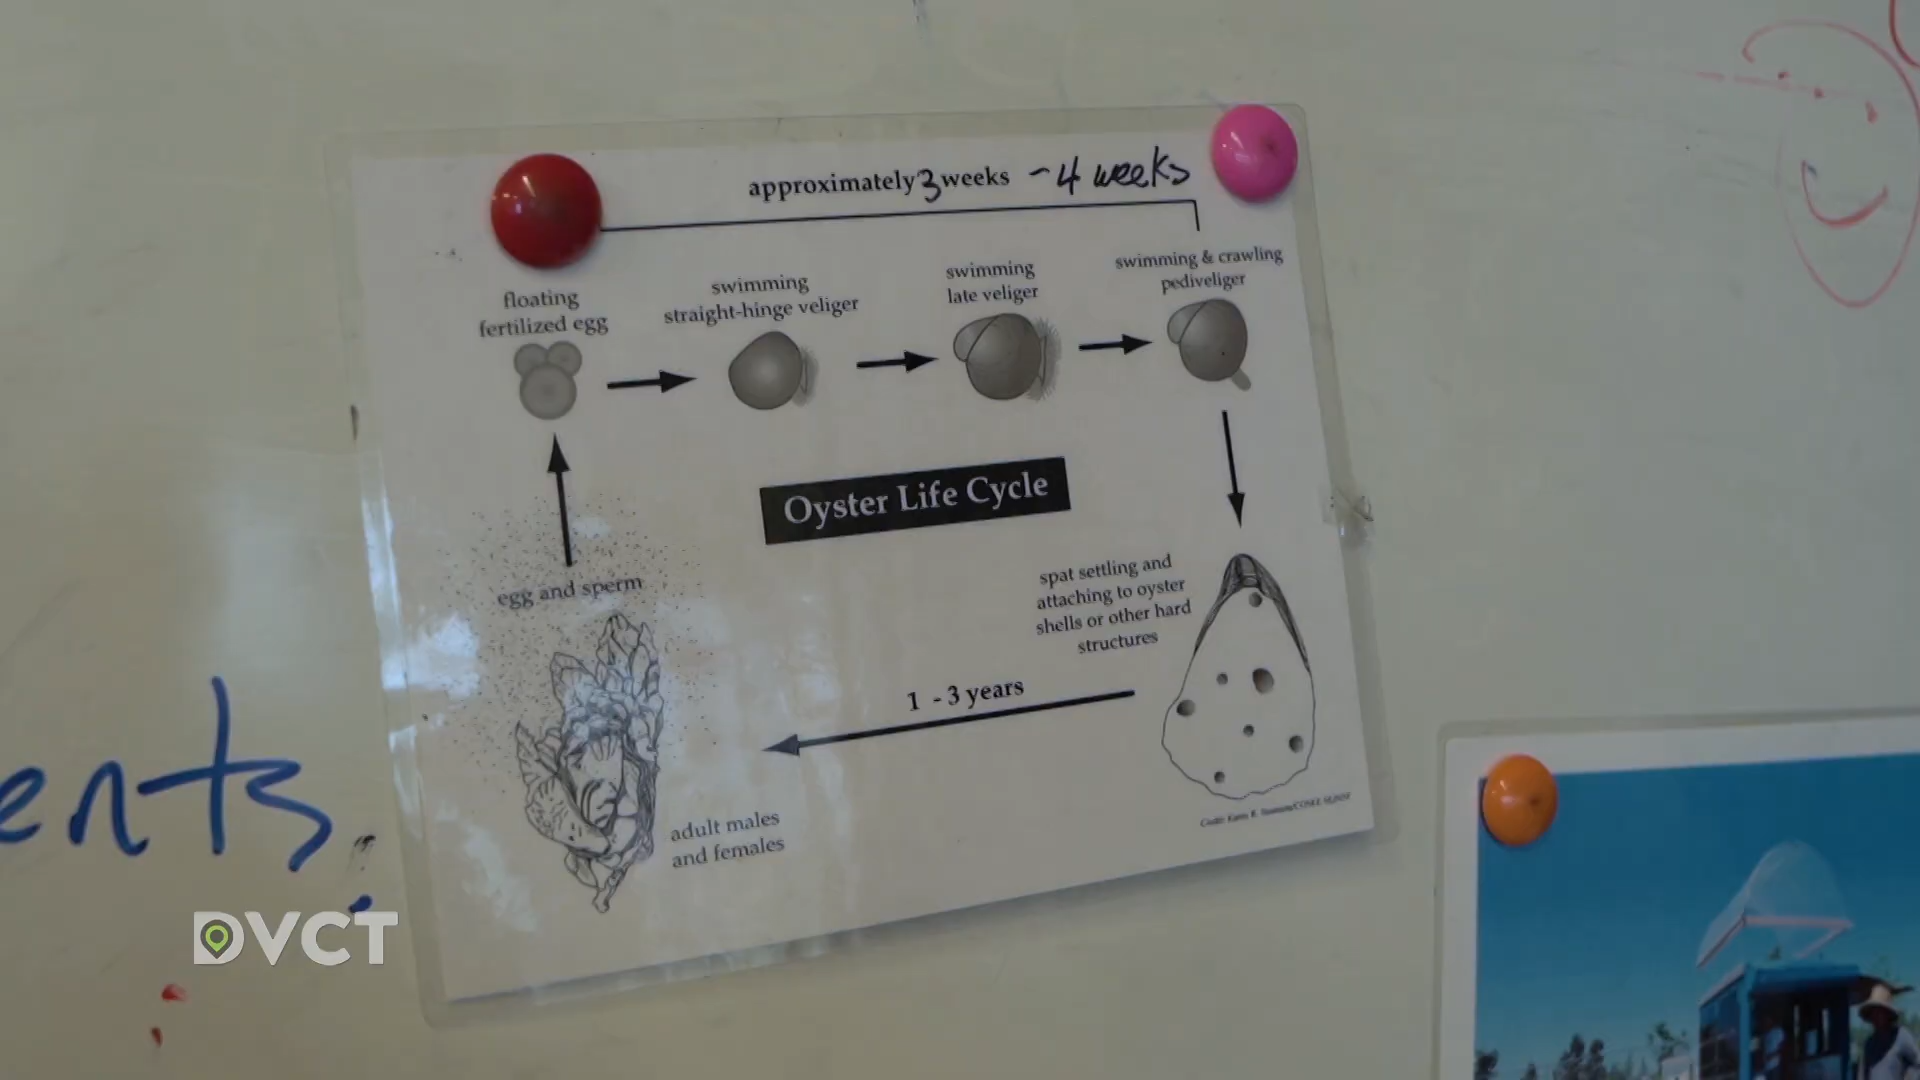 approximately 3 weeks ~ 4 weeks
floating
fertilized egg
swimming
straight-hinge veliger
swimming
late veliger
swimming & crawling
pediveliger
Oyster Life Cycle
egg and sperm
spat settling and
attaching to oyster
shells or other hard
structures
1 - 3 years
adult males
and females
ents
DVCT